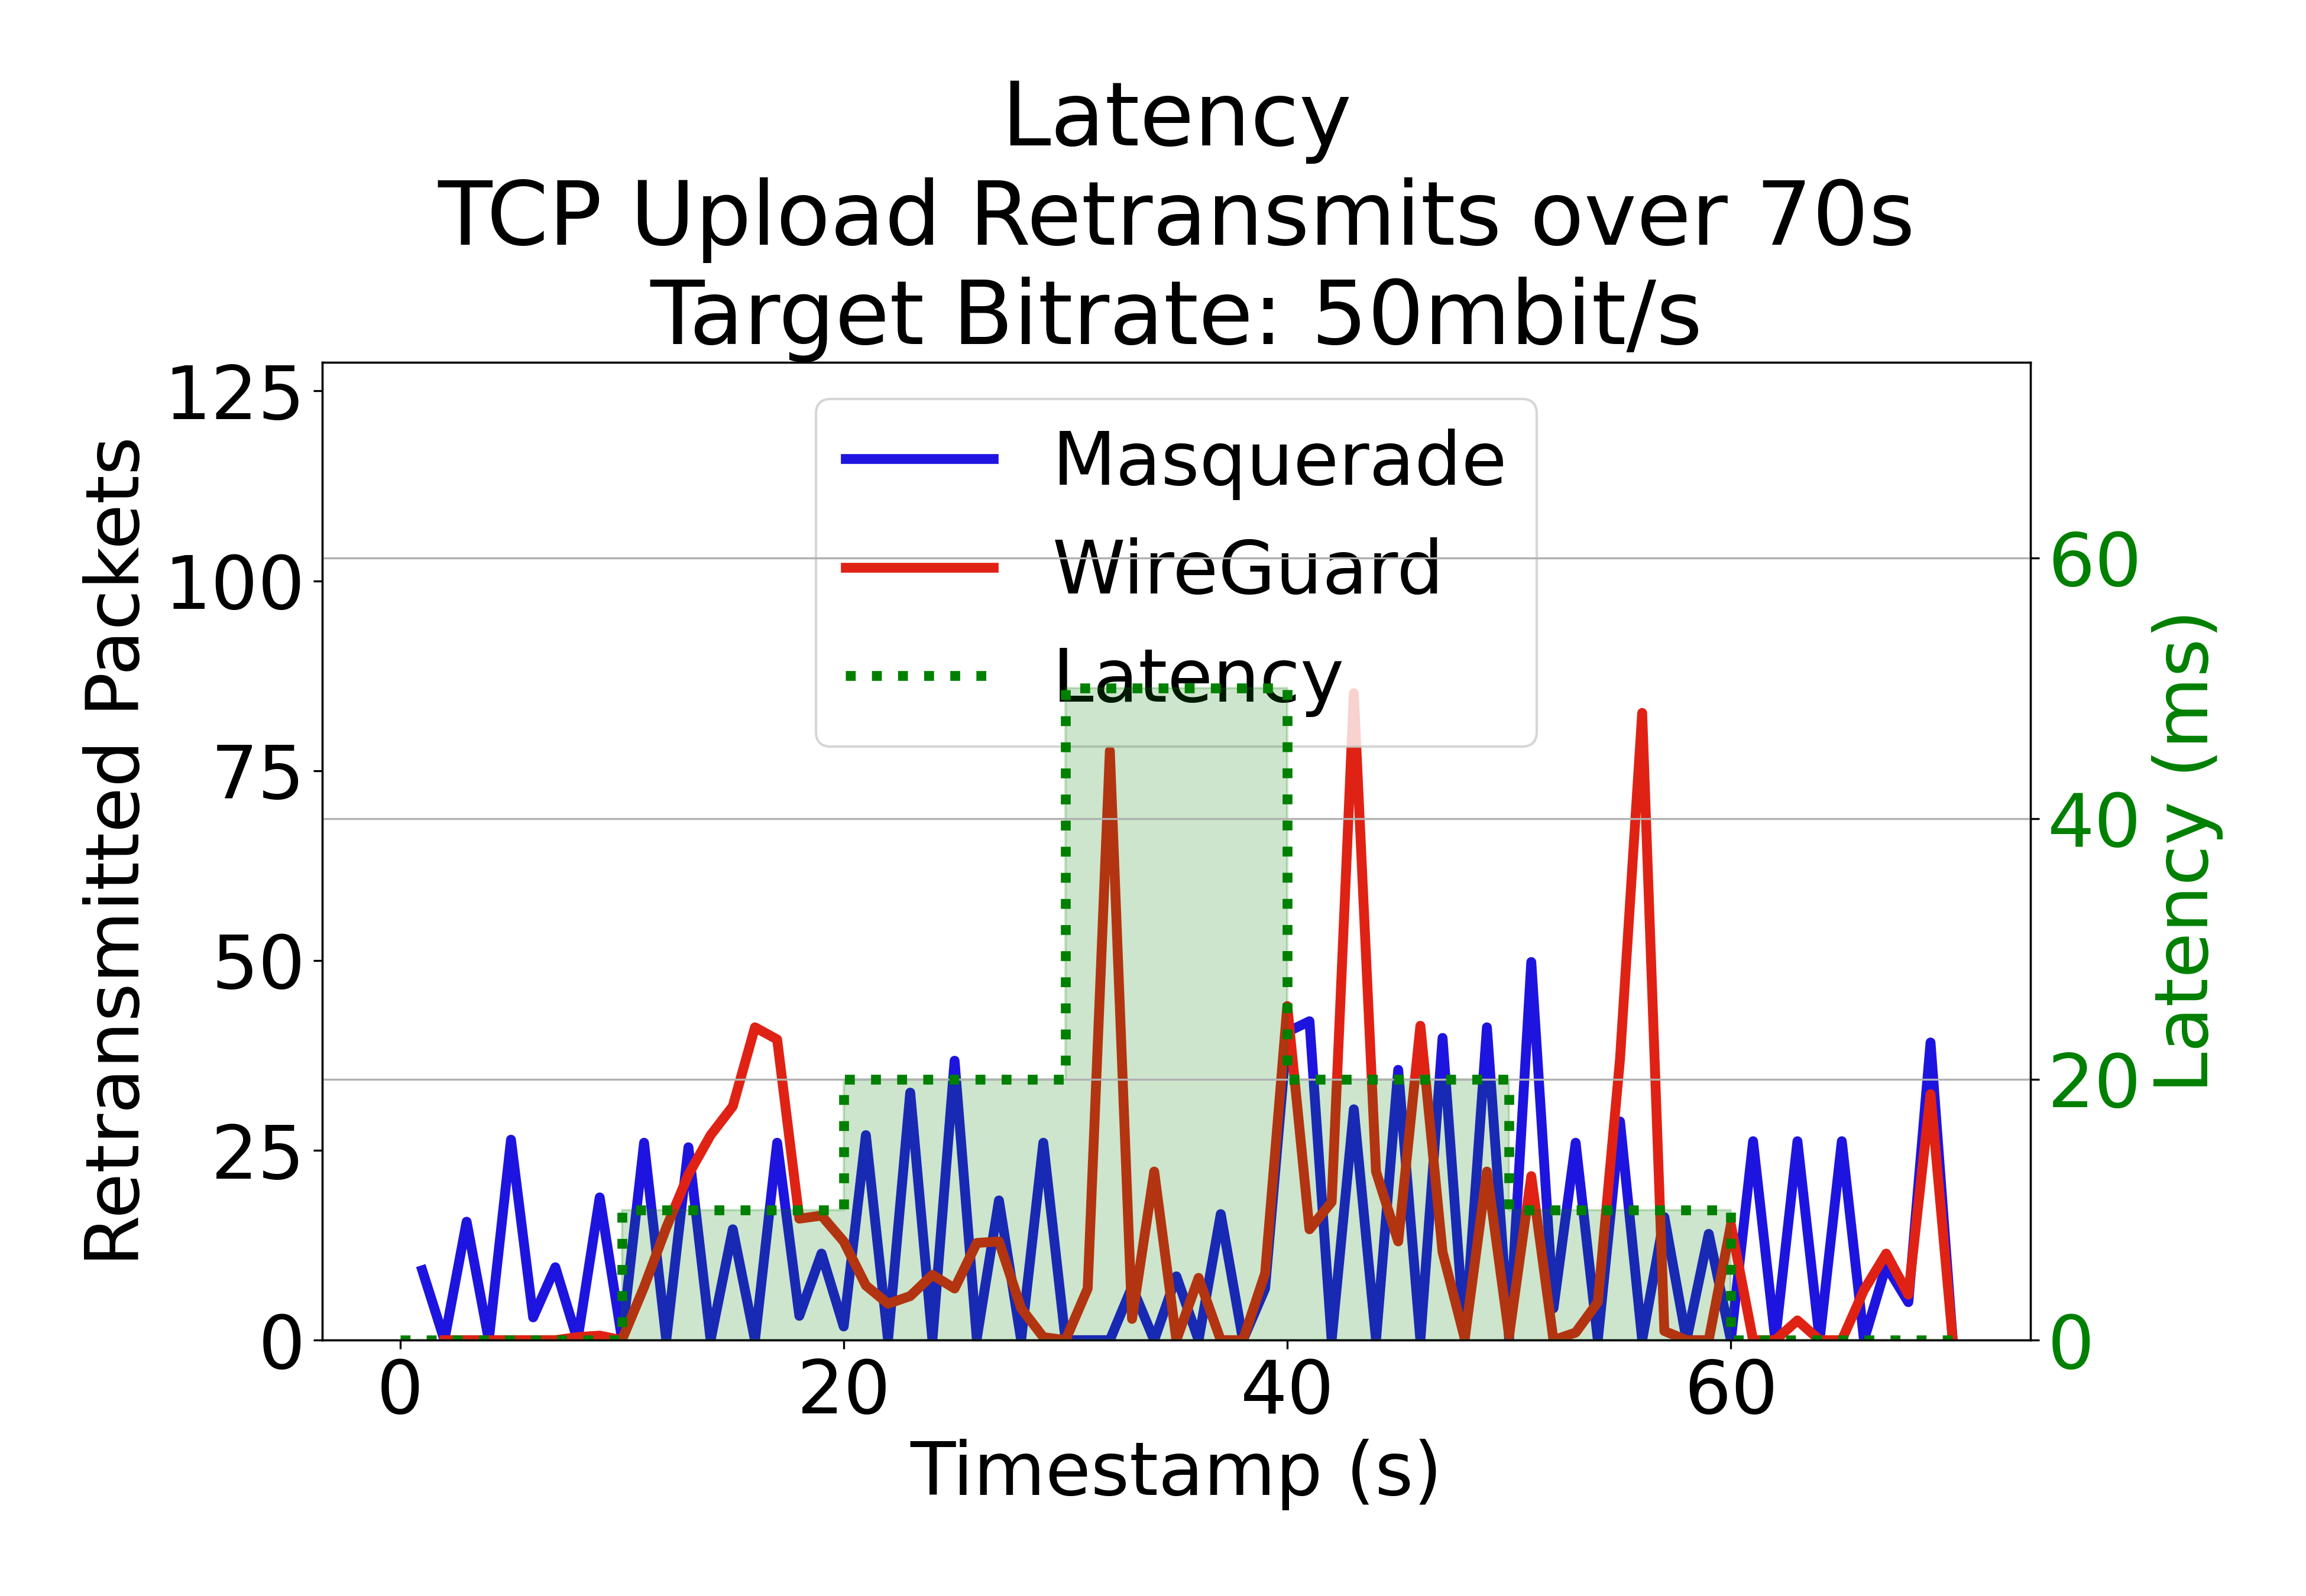 Latency
TCP Upload Retransmits over 70s
Target Bitrate: 50mbit/s
Retransmitted Packets
125
100
75
50
25
0
Masquerade
WireGuard
Latency
60
40
20
0
Latency (ms)
0
20
40
60
Timestamp (s)